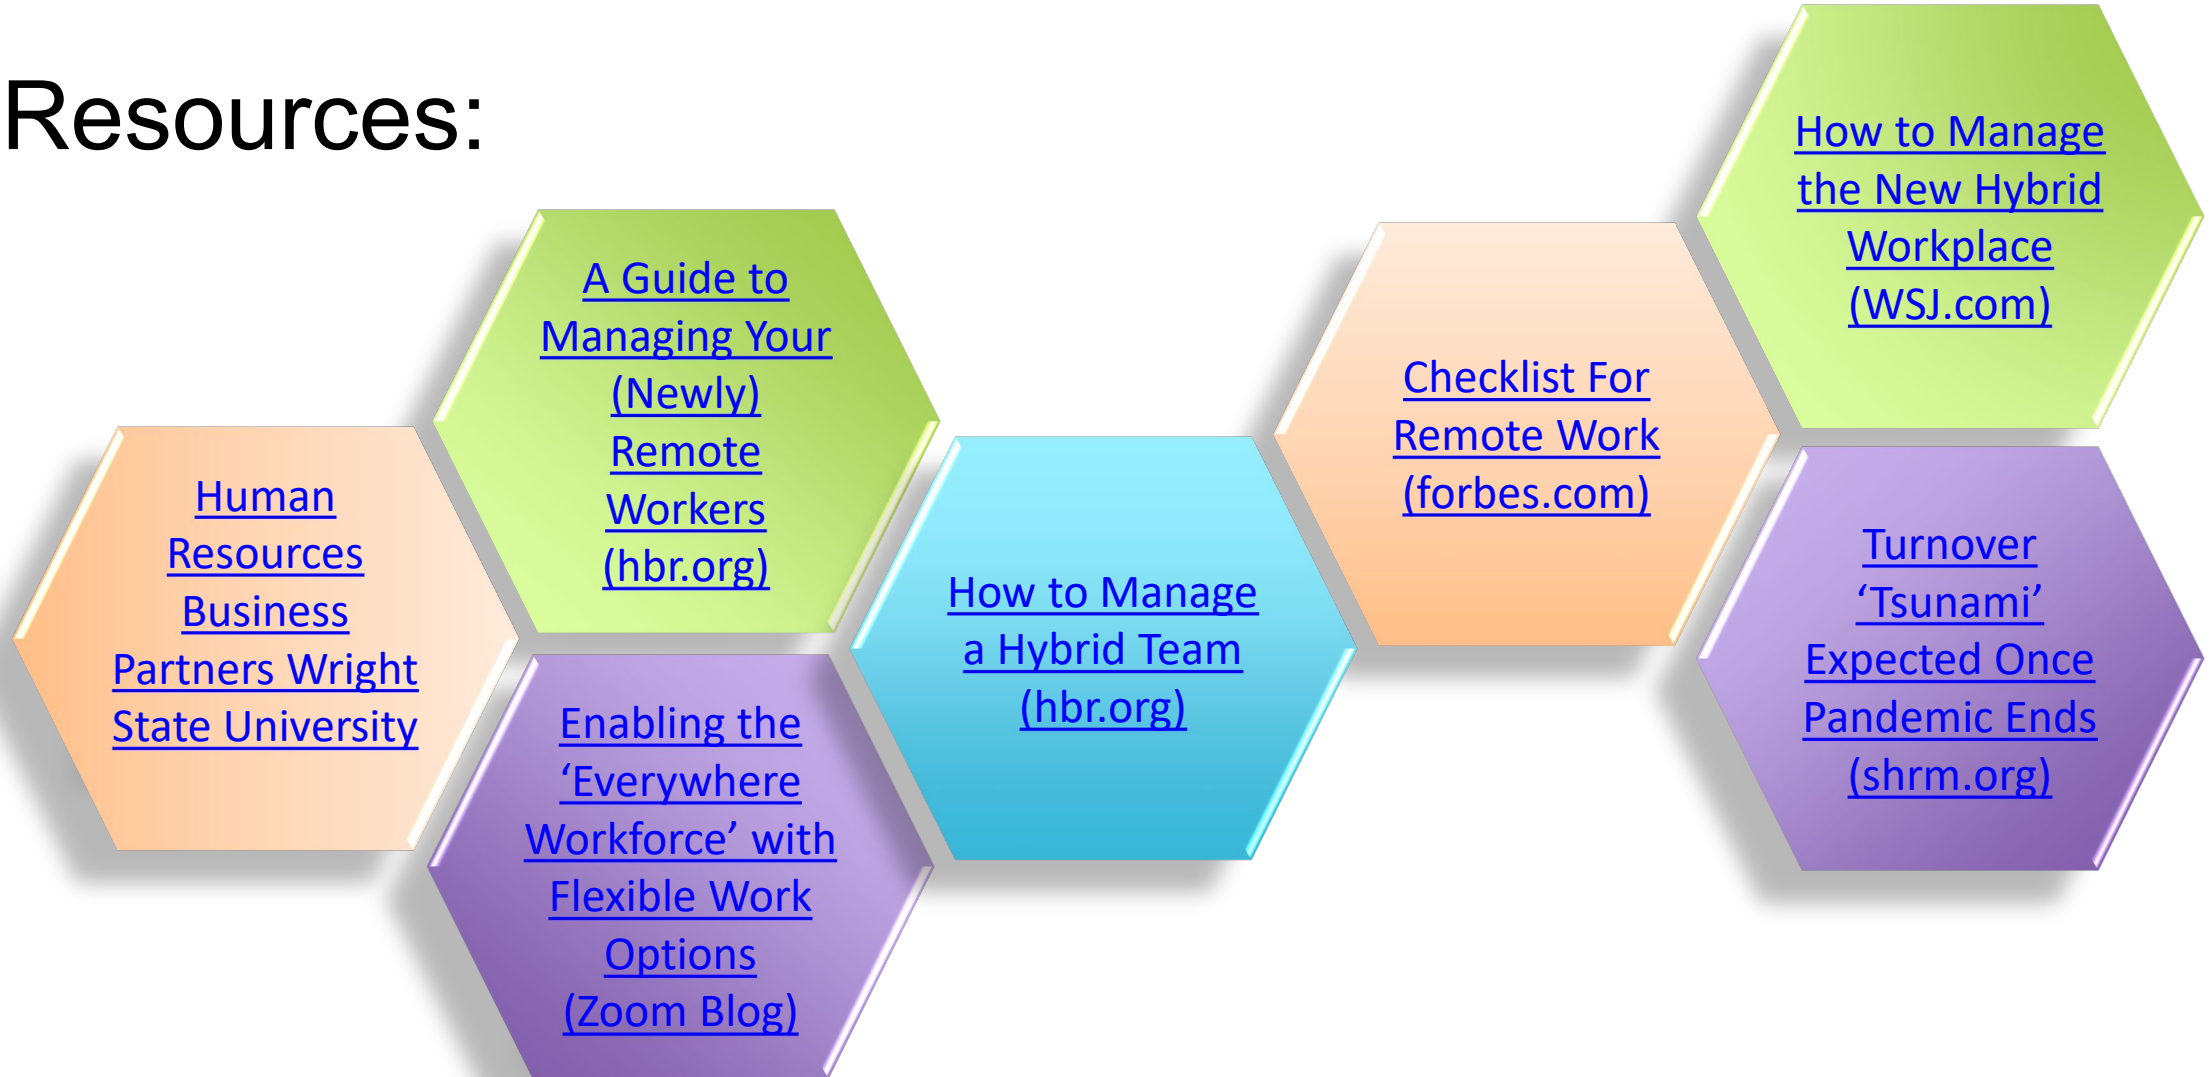 Resources:
Human
Resources
Business
Partners Wright
State University
A Guide to
Managing Your
(Newly)
Remote
Workers
(hbr.org)
Enabling the
‘Everywhere
Workforce’ with
Flexible Work
Options
(Zoom Blog)
How to Manage
a Hybrid Team
(hbr.org)
Checklist For
Remote Work
(forbes.com)
How to Manage
the New Hybrid
Workplace
(WSJ.com)
Turnover
‘Tsunami’
Expected Once
Pandemic Ends
(shrm.org)